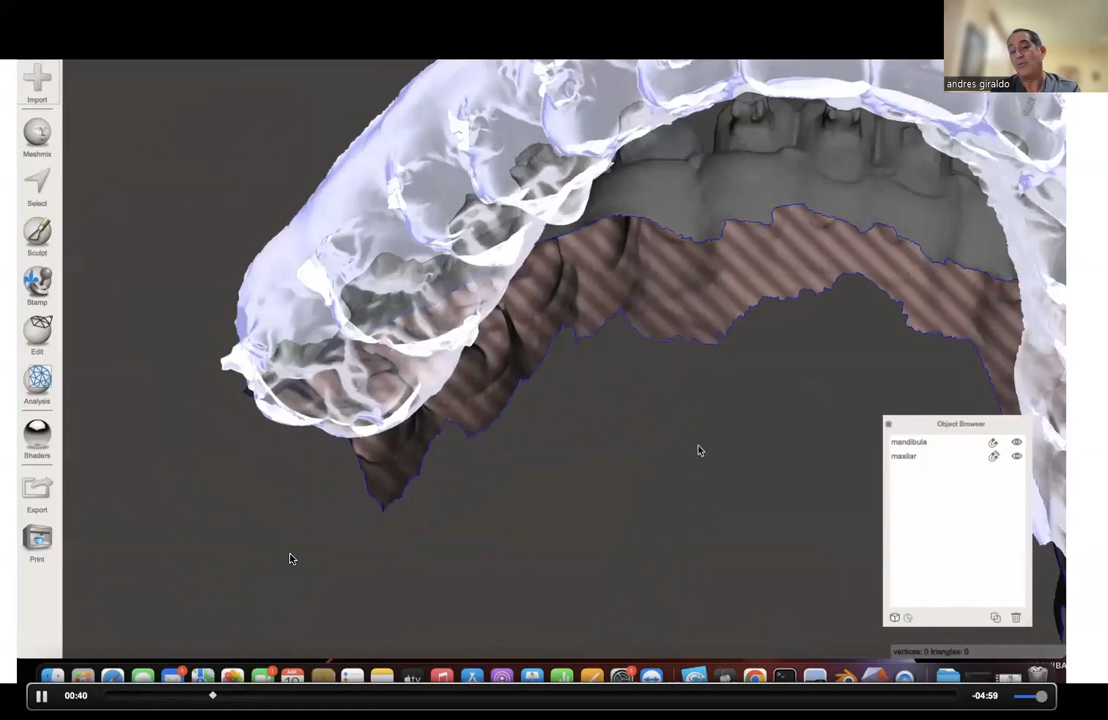 andres giraldo
Import
Meshmix
Select
Sculpt
Stamp
Edit
Analysis
Shaders
Export
Print
Object Browser
mandibula
maxilar
vertices: 0 triangles: 0
tv
00:40
-04:59